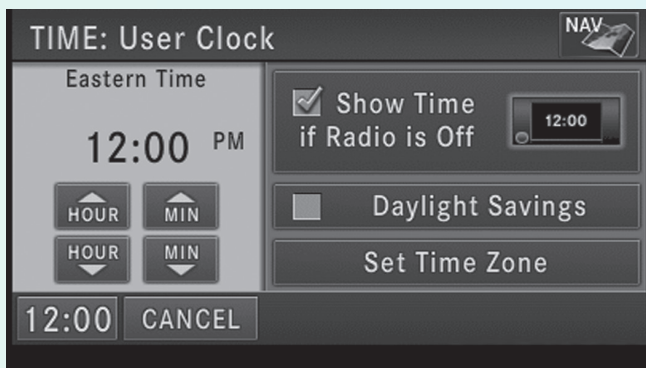 TIME: User Clock
NAV
Eastern Time
12:00 PM
HOUR MIN
HOUR MIN
Show Time
if Radio is Off
12:00
Daylight Savings
Set Time Zone
12:00 CANCEL